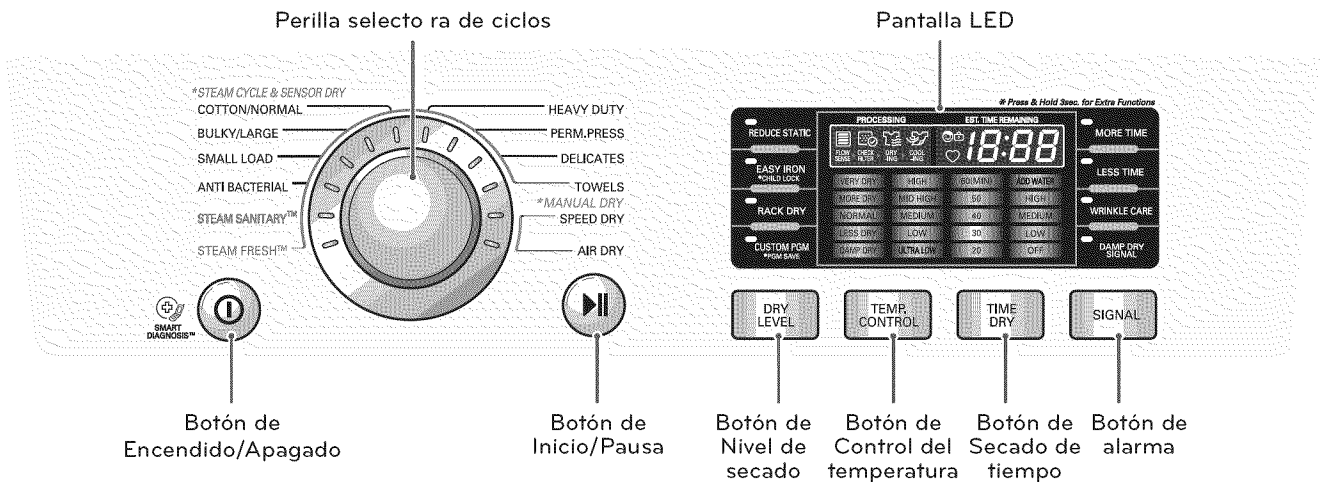 Perilla selecto ra de ciclos
Pantalla LED
*STEAM CYCLE & SENSOR DRY
COTTON/NORMAL
BULKY/LARGE
SMALL LOAD
ANTI BACTERIAL
STEAM SANITARY™
STEAM FRESH™
HEAVY DUTY
PERM.PRESS
DELICATES
TOWELS
*MANUAL DRY
SPEED DRY
AIR DRY
SMART
DIAGNOSIS™
* Press & Hold 3sec. for Extra Functions
REDUCE STATIC
EASY IRON
*CHILD LOCK
RACK DRY
CUSTOM PGM
*PGM SAVE
PROCESSING
EST. TIME REMAINING
FLOW
SENSE
CHECK
FILTER
DRY
-ING
COOL
-ING
18:88
VERY DRY HIGH 60(MIN) ADD WATER
MORE DRY MID HIGH 50 HIGH
NORMAL MEDIUM 40 MEDIUM
LESS DRY LOW 30 LOW
DAMP DRY ULTRA LOW 20 OFF
MORE TIME
LESS TIME
WRINKLE CARE
DAMP DRY
SIGNAL
DRY
LEVEL
TEMP.
CONTROL
TIME
DRY
SIGNAL
Botón de
Encendido/Apagado
Botón de
Inicio/Pausa
Botón de
Nivel de
secado
Botón de
Control del
temperatura
Botón de
Secado de
tiempo
Botón de
alarma